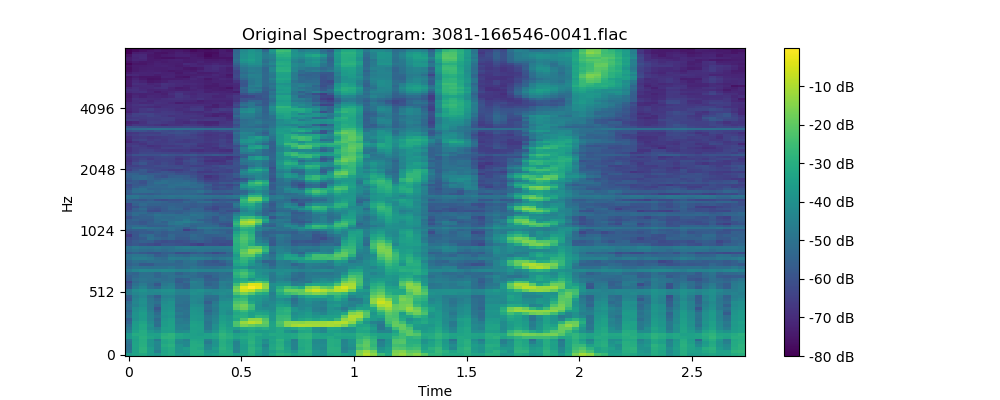 Original Spectrogram: 3081-166546-0041.flac
Hz
4096
2048
1024
512
0
0 0.5 1 1.5 2 2.5
Time
-10 dB
-20 dB
-30 dB
-40 dB
-50 dB
-60 dB
-70 dB
-80 dB